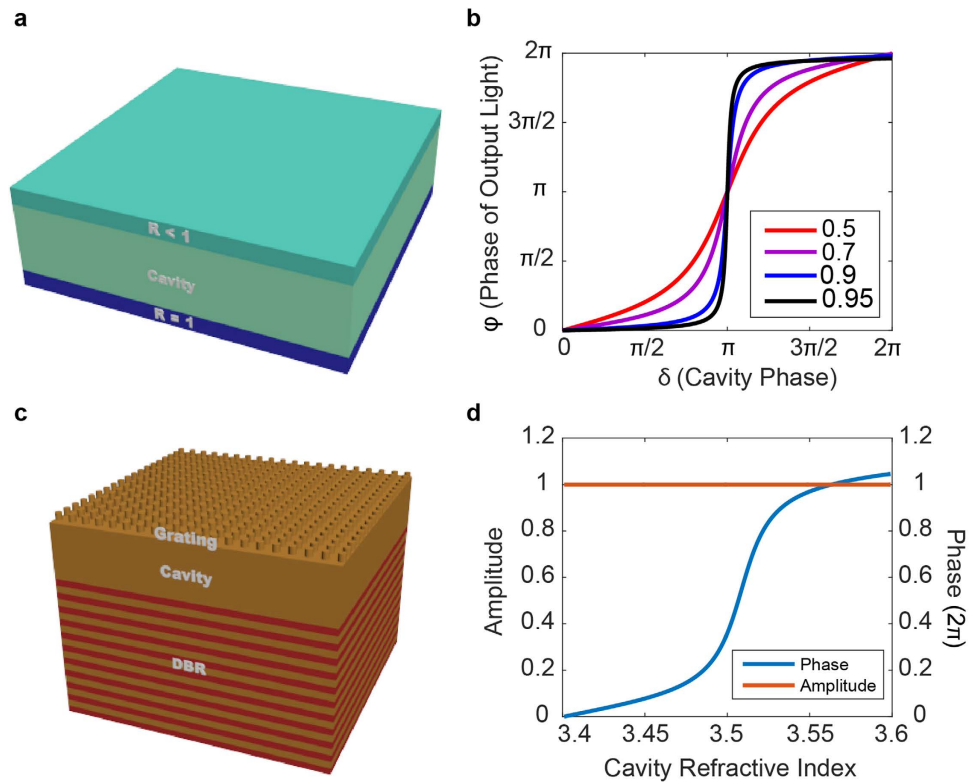 a
R < 1
Cavity
R = 1
b
φ (Phase of Output Light)
2π
3π/2
π
π/2
0
0.5
0.7
0.9
0.95
0 π/2 π 3π/2 2π
δ (Cavity Phase)
c
Grating
Cavity
DBR
d
Amplitude
1.2
1
0.8
0.6
0.4
0.2
0
Phase
Amplitude
1.2
1
0.8
0.6
0.4
0.2
0
Phase (2π)
3.4 3.45 3.5 3.55 3.6
Cavity Refractive Index